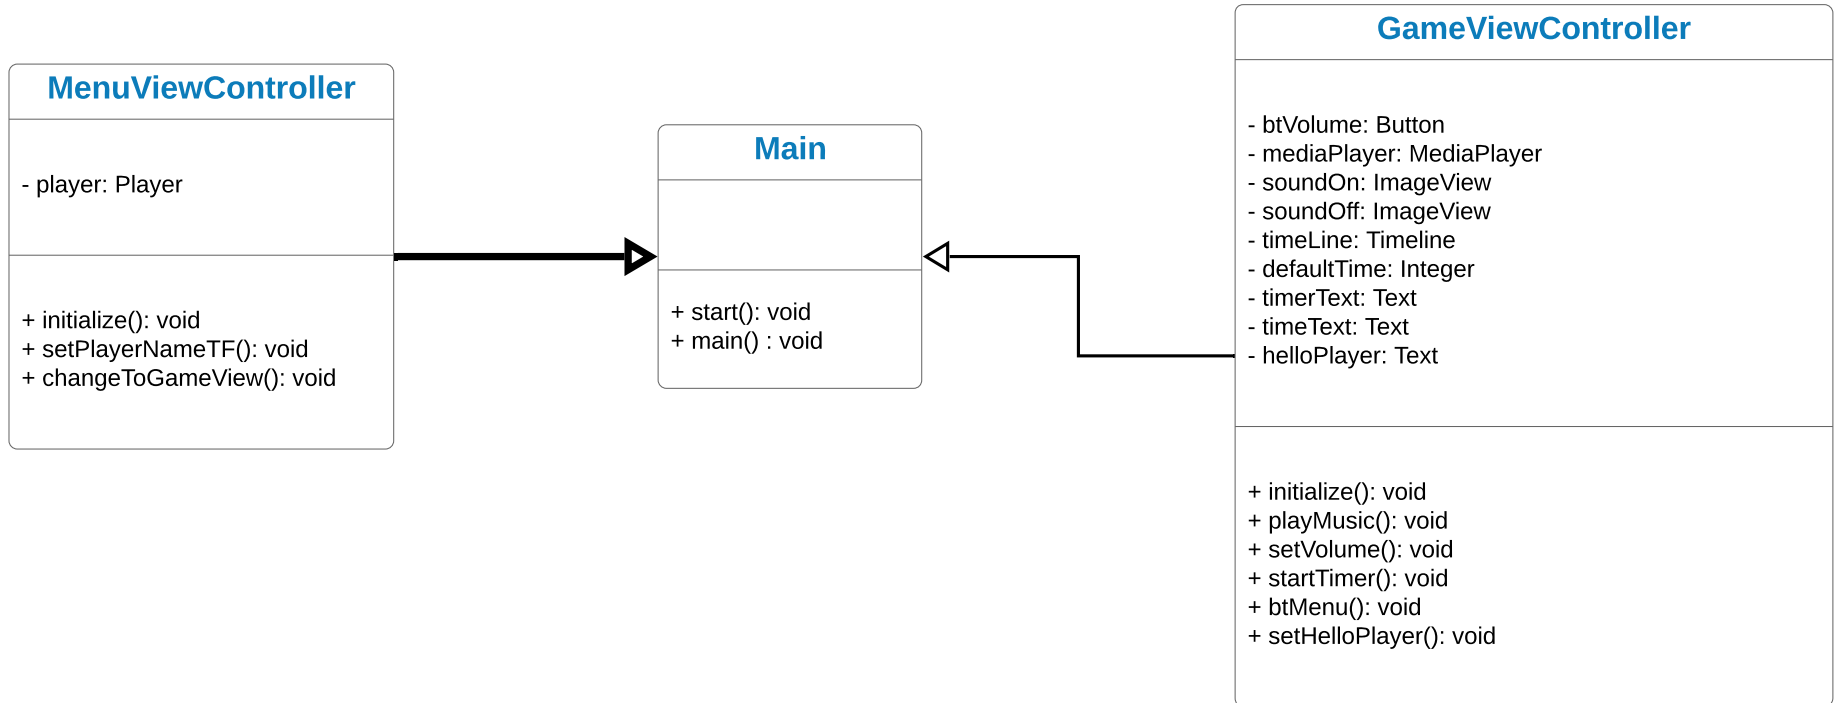 MenuViewController
- player: Player
+ initialize(): void
+ setPlayerNameTF(): void
+ changeToGameView(): void
Main
+ start(): void
+ main() : void
GameViewController
- btVolume: Button
- mediaPlayer: MediaPlayer
- soundOn: ImageView
- soundOff: ImageView
- timeLine: Timeline
- defaultTime: Integer
- timerText: Text
- timeText: Text
- helloPlayer: Text
+ initialize(): void
+ playMusic(): void
+ setVolume(): void
+ startTimer(): void
+ btMenu(): void
+ setHelloPlayer(): void